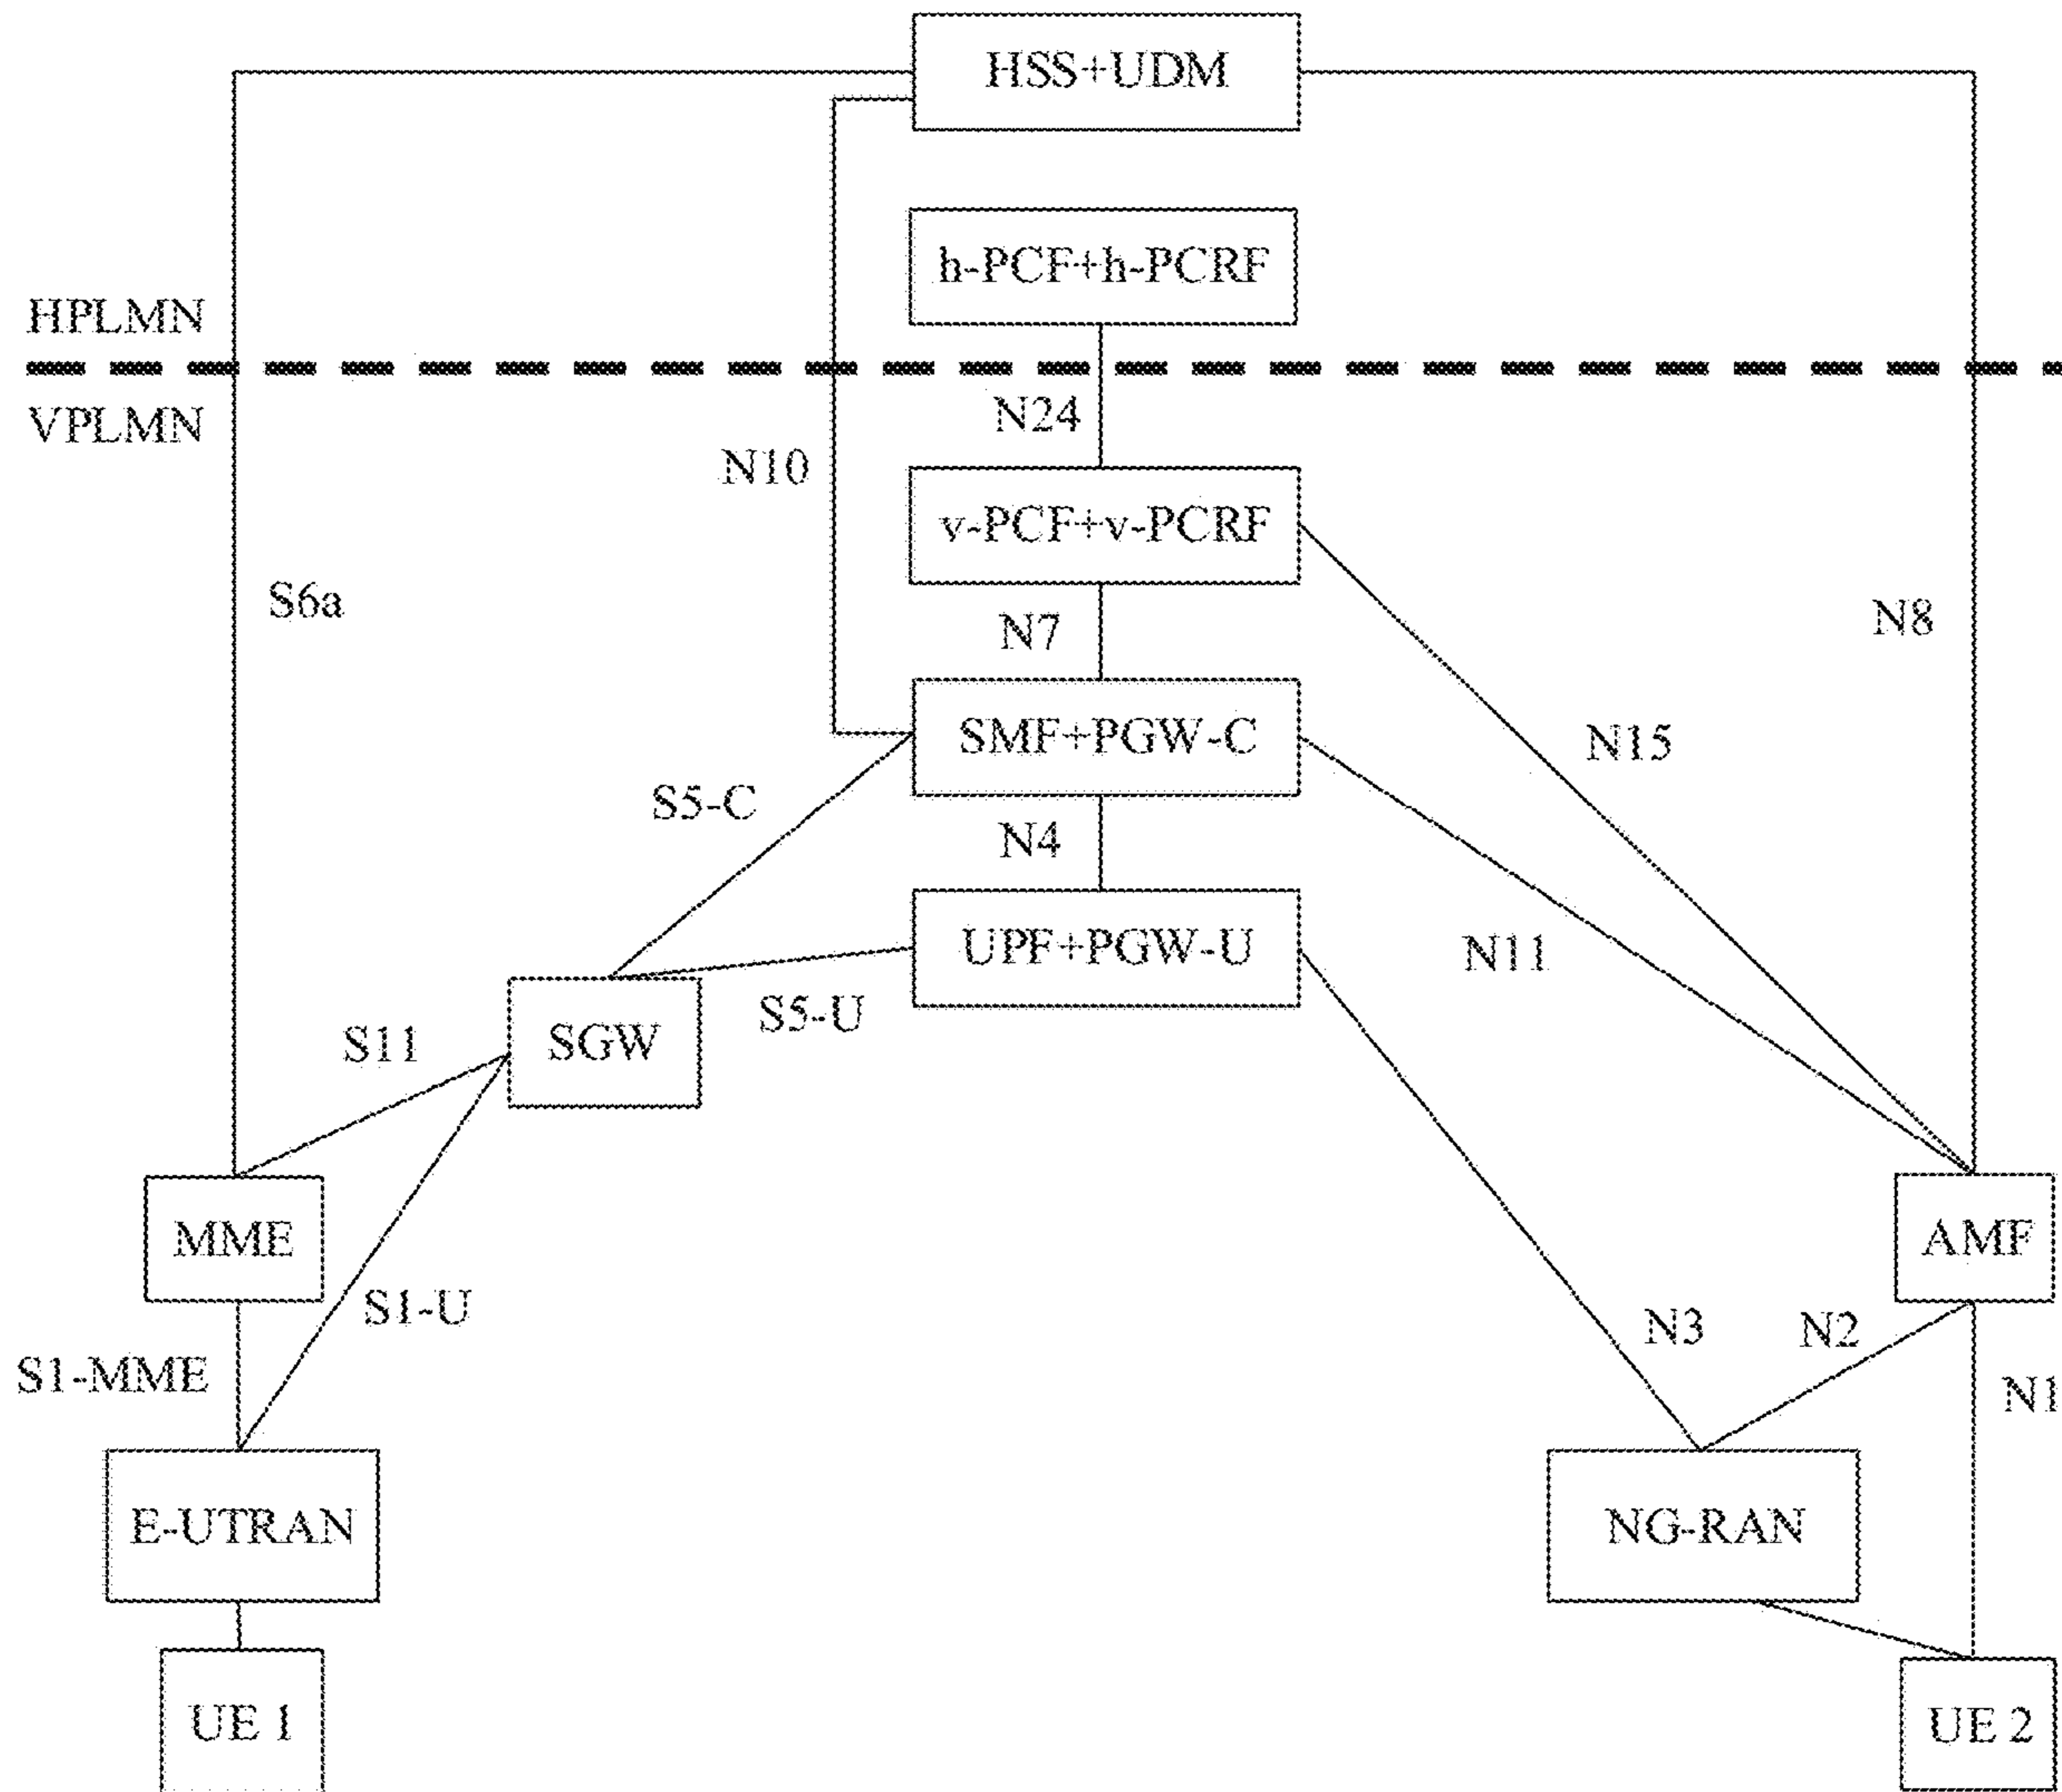 HSS+UDM
h-PCF+h-PCRF
HPLMN
VPLMN
N24
N10
v-PCF+v-PCRF
S6a
N8
N7
SMF+PGW-C
N15
S5-C
N4
UPF+PGW-U
N11
S5-U
S11
SGW
MME
AMF
S1-U
N3
N2
S1-MME
N1
E-UTRAN
NG-RAN
UE 1
UE 2